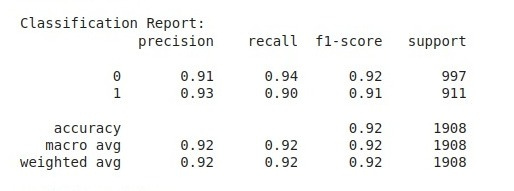 Classification Report:
precision recall f1-score support
0 0.91 0.94 0.92 997
1 0.93 0.90 0.91 911
accuracy 0.92 1908
macro avg 0.92 0.92 0.92 1908
weighted avg 0.92 0.92 0.92 1908